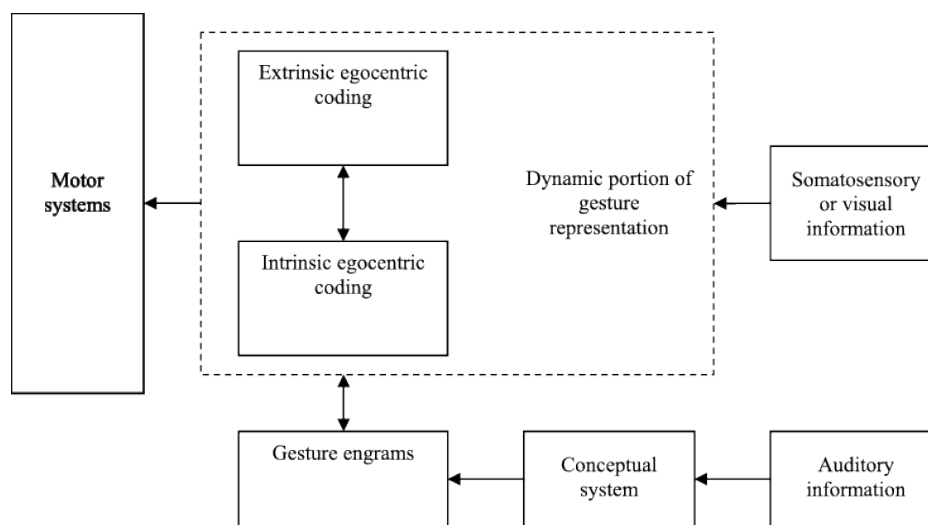 Extrinsic egocentric
coding
Motor
systems
Dynamic portion of
gesture
representation
Somatosensory
or visual
information
Intrinsic egocentric
coding
Gesture engrams
Conceptual
system
Auditory
information